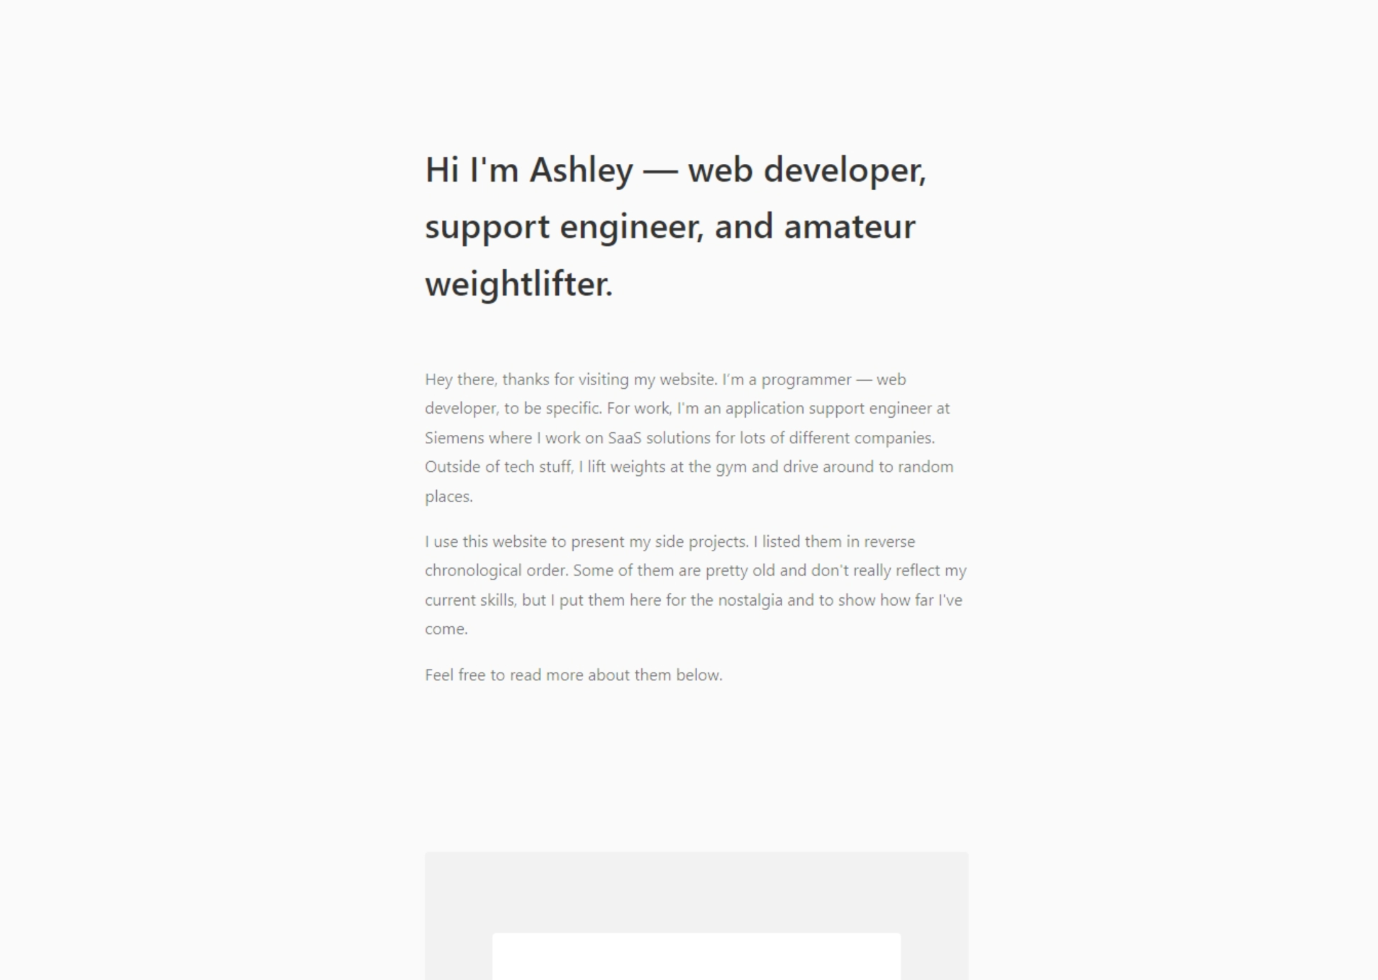 Hi I'm Ashley — web developer,
support engineer, and amateur
weightlifter.
Hey there, thanks for visiting my website. I'm a programmer — web
developer, to be specific. For work, I'm an application support engineer at
Siemens where I work on SaaS solutions for lots of different companies.
Outside of tech stuff, I lift weights at the gym and drive around to random
places.
I use this website to present my side projects. I listed them in reverse
chronological order. Some of them are pretty old and don't really reflect my
current skills, but I put them here for the nostalgia and to show how far I've
come.
Feel free to read more about them below.